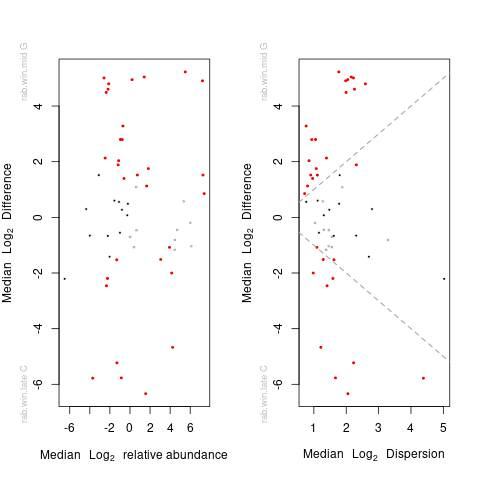 rab.win.mid G
rab.win.late C
Median Log2 Difference
4
2
0
-2
-4
-6
-6
-2
0
2
4
6
Median Log2 relative abundance
rab.win.mid G
rab.win.late C
Median Log2 Difference
4
2
0
-2
-4
-6
1
2
3
4
5
Median Log2 Dispersion